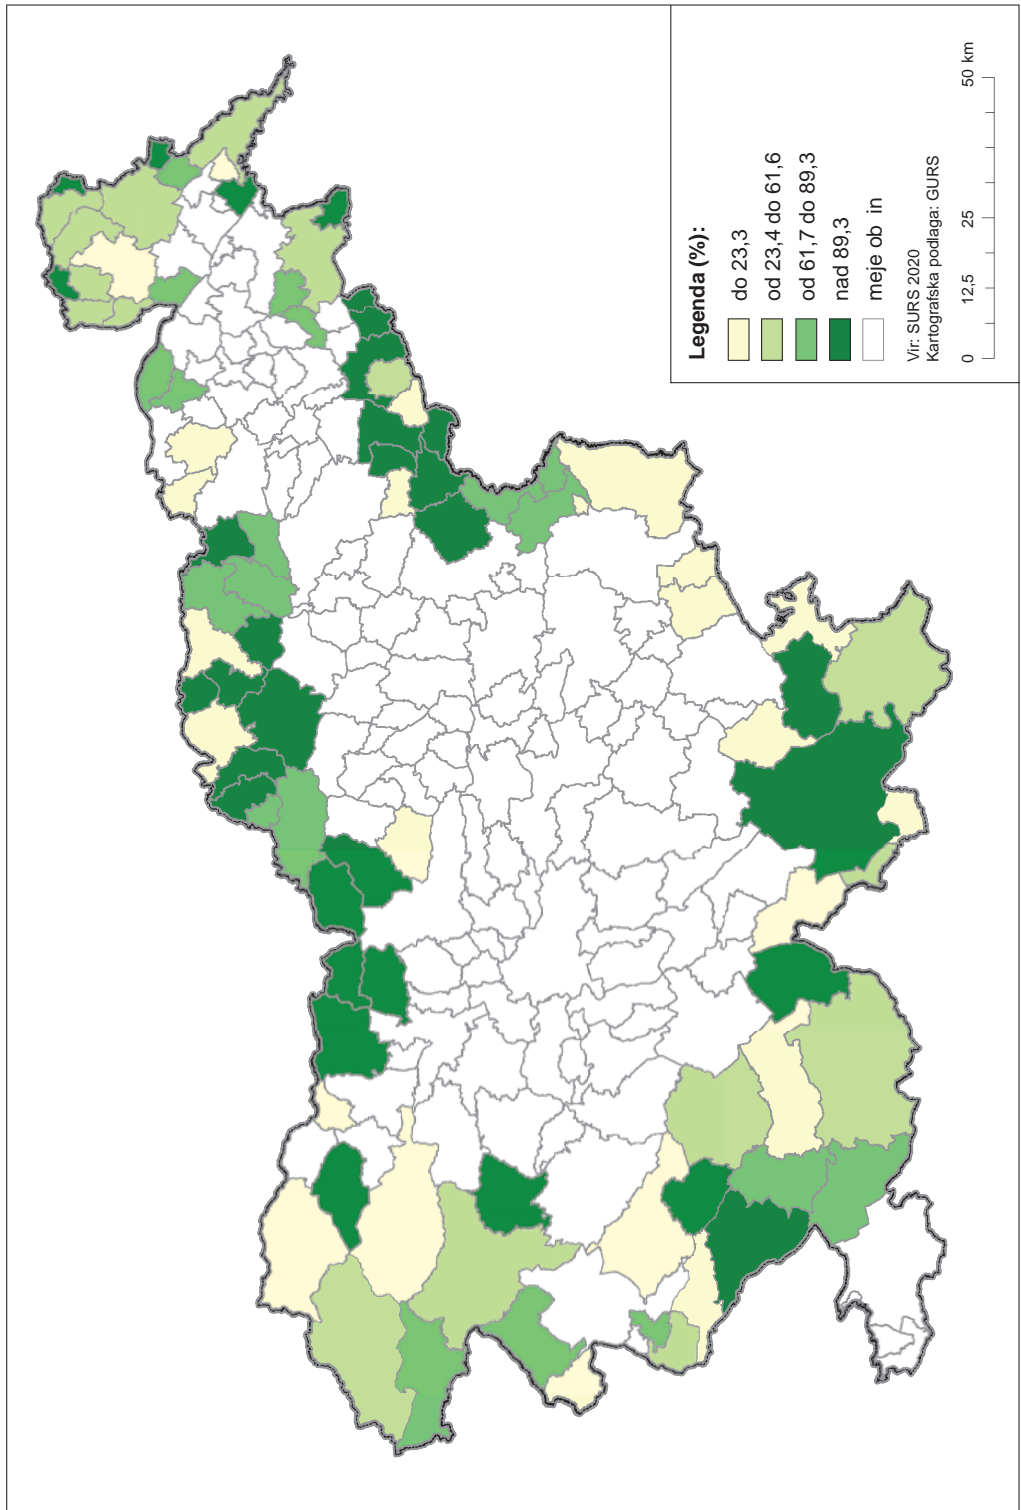 Legenda (%):
do 23,3
od 23,4 do 61,6
od 61,7 do 89,3
nad 89,3
meje ob in
Vir: SURS 2020
Kartografska podlaga: GURS
0 12,5 25 50 km